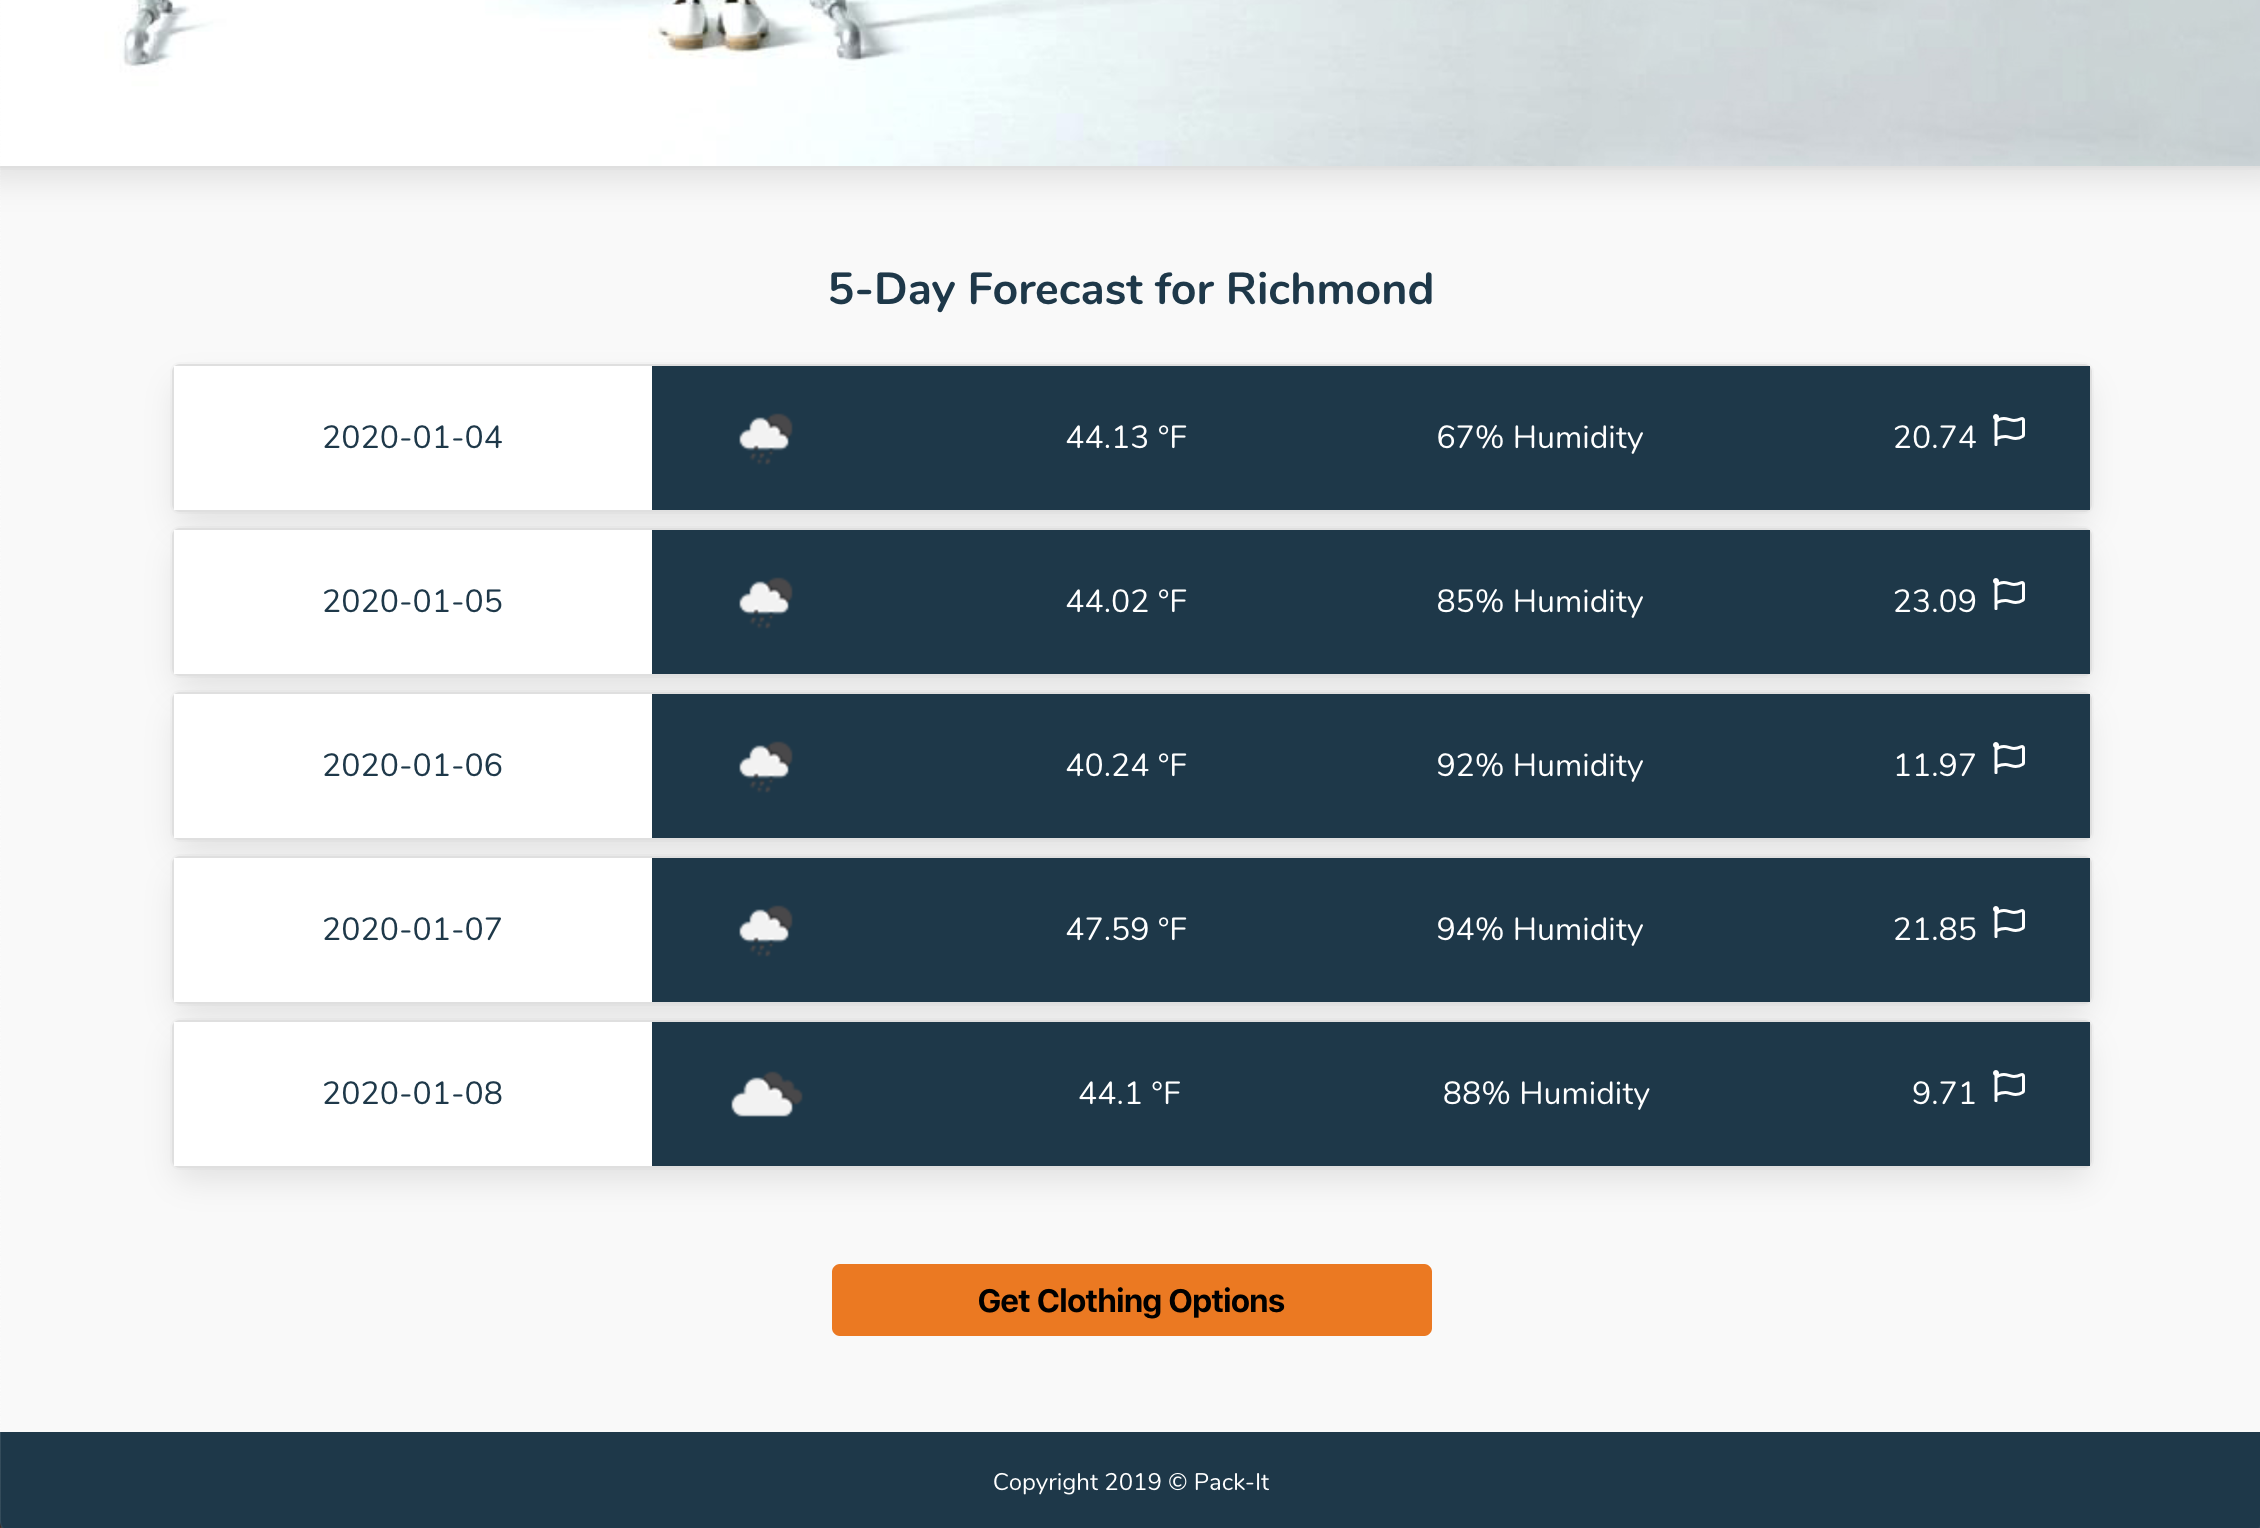 5-Day Forecast for Richmond
2020-01-04 44.13 °F 67% Humidity 20.74
2020-01-05 44.02 °F 85% Humidity 23.09
2020-01-06 40.24 °F 92% Humidity 11.97
2020-01-07 47.59 °F 94% Humidity 21.85
2020-01-08 44.1 °F 88% Humidity 9.71
Get Clothing Options
Copyright 2019 © Pack-It